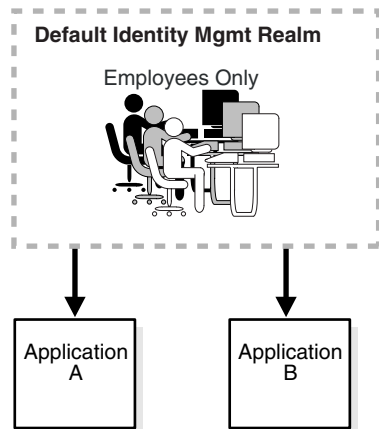 Default Identity Mgmt Realm
Employees Only
Application
A
Application
B